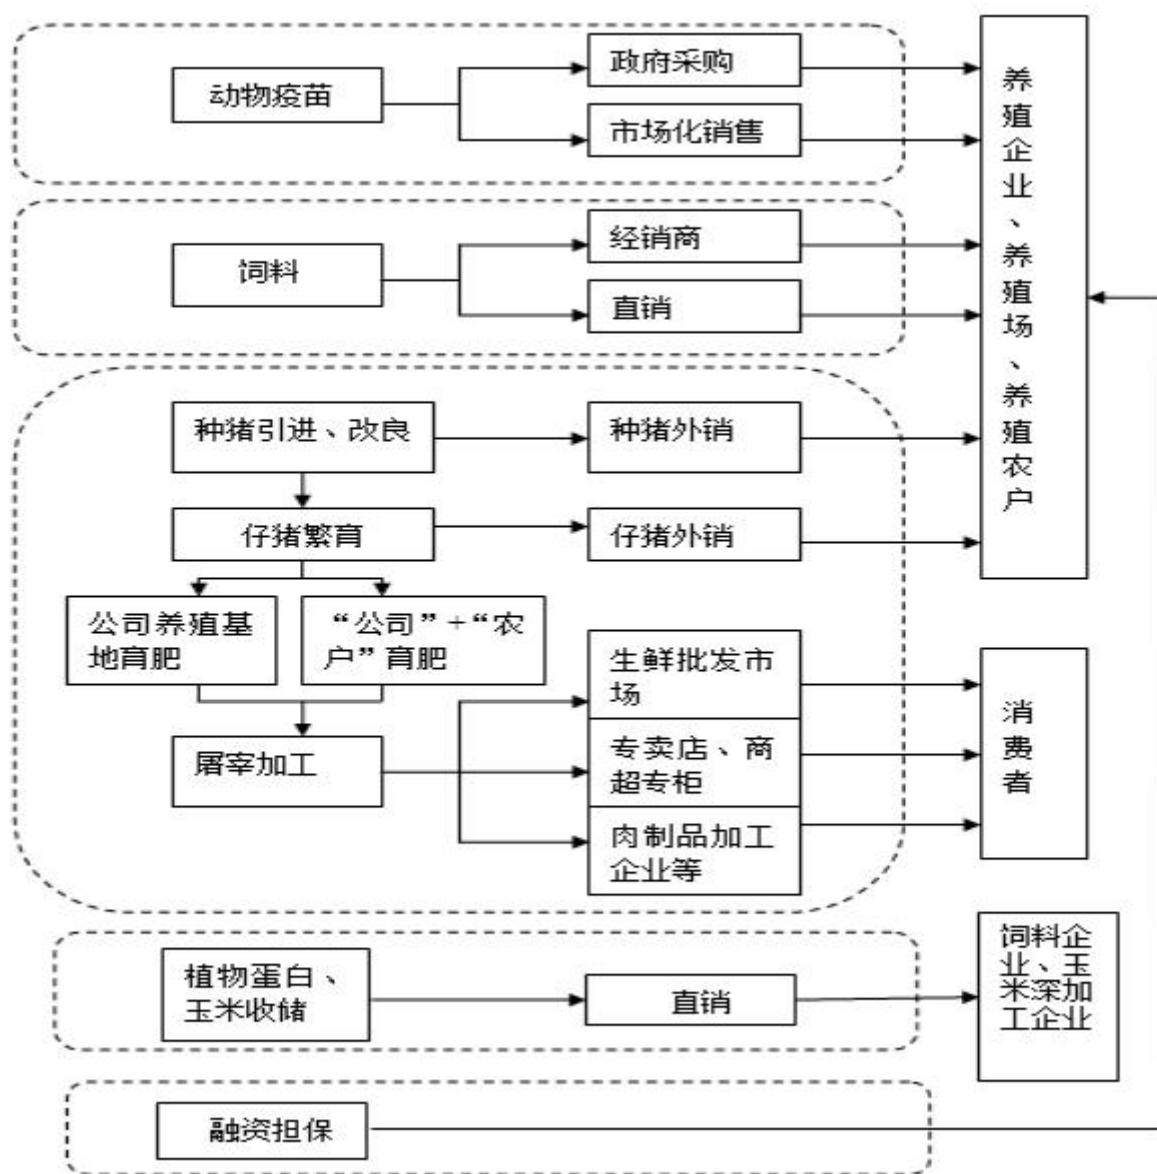 动物疫苗
政府采购
市场化销售
养殖企业、养殖场、养殖农户
饲料
经销商
直销
种猪引进、改良
种猪外销
仔猪繁育
仔猪外销
公司养殖基
地育肥
“公司”+“农
户”育肥
屠宰加工
生鲜批发市
场
专卖店、商
超专柜
肉制品加工
企业等
消费者
植物蛋白、
玉米收储
直销
饲料企
业、玉
米深加
工企业
融资担保